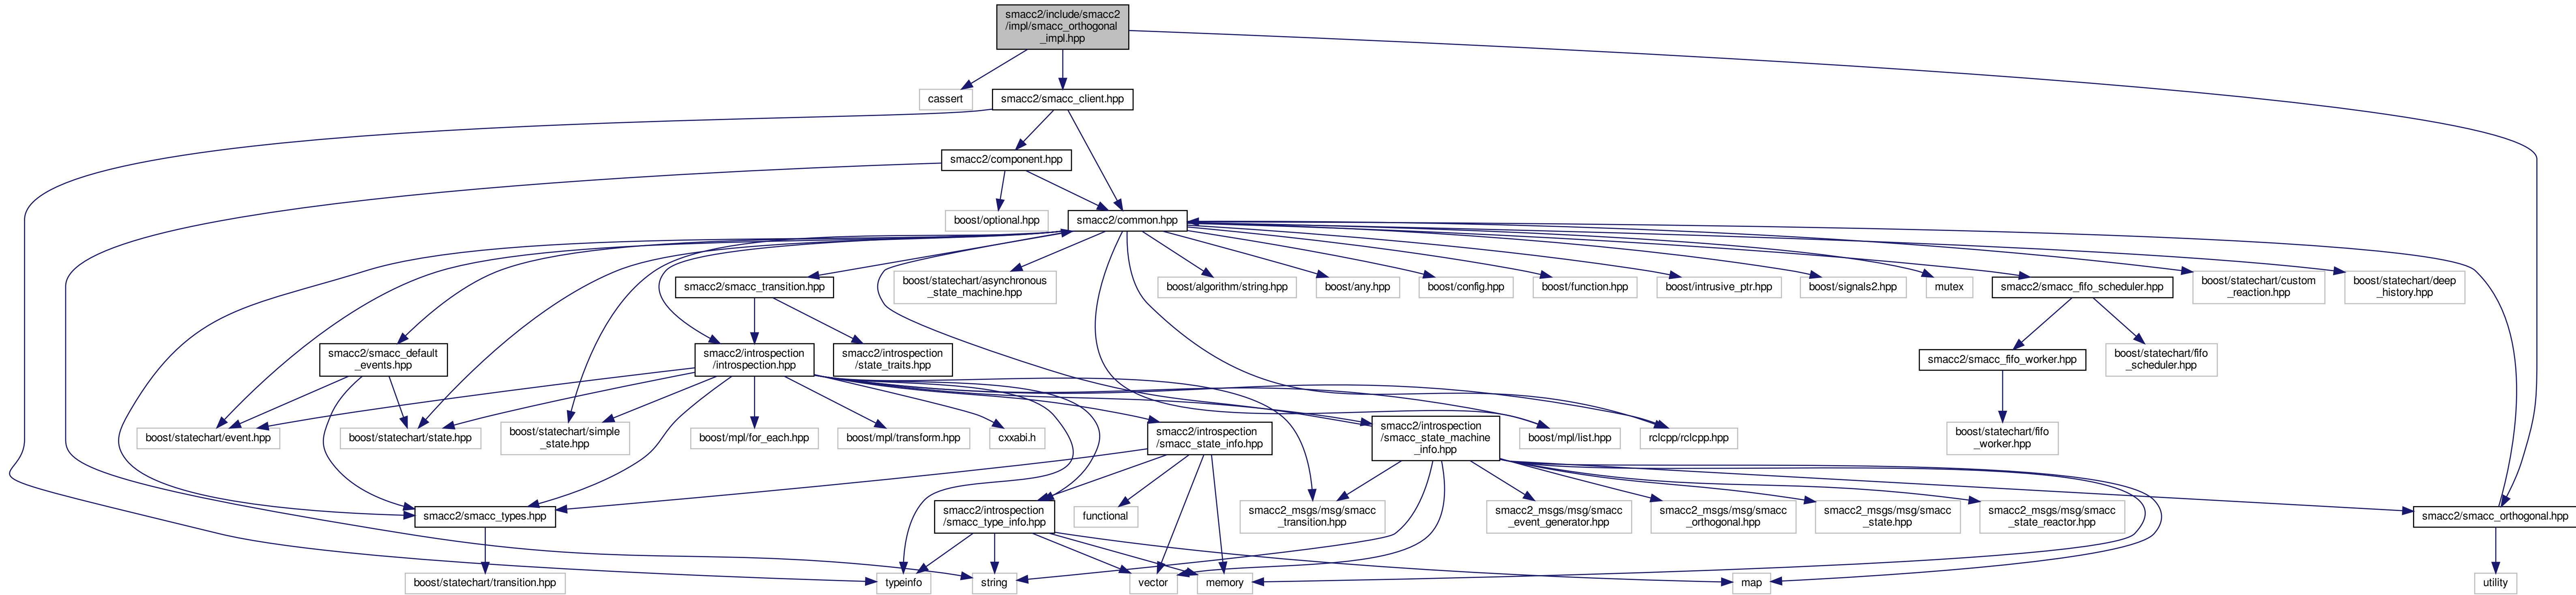 smacc2/include/smacc2
/impl/smacc_orthogonal
_impl.hpp
cassert
smacc2/smacc_client.hpp
smacc2/component.hpp
boost/optional.hpp
smacc2/common.hpp
smacc2/smacc_transition.hpp
boost/statechart/asynchronous
_state_machine.hpp
boost/algorithm/string.hpp
boost/any.hpp
boost/config.hpp
boost/function.hpp
boost/intrusive_ptr.hpp
boost/signals2.hpp
mutex
smacc2/smacc_fifo_scheduler.hpp
boost/statechart/custom
_reaction.hpp
boost/statechart/deep
_history.hpp
smacc2/smacc_default
_events.hpp
smacc2/introspection
/introspection.hpp
smacc2/introspection
/state_traits.hpp
smacc2/smacc_fifo_worker.hpp
boost/statechart/fifo
_scheduler.hpp
boost/statechart/event.hpp
boost/statechart/state.hpp
boost/statechart/simple
_state.hpp
boost/mpl/for_each.hpp
boost/mpl/transform.hpp
cxxabi.h
smacc2/introspection
/smacc_state_info.hpp
smacc2/introspection
/smacc_state_machine
_info.hpp
boost/mpl/list.hpp
rclcpp/rclcpp.hpp
boost/statechart/fifo
_worker.hpp
smacc2/smacc_types.hpp
smacc2/introspection
/smacc_type_info.hpp
functional
smacc2_msgs/msg/smacc
_transition.hpp
smacc2_msgs/msg/smacc
_event_generator.hpp
smacc2_msgs/msg/smacc
_orthogonal.hpp
smacc2_msgs/msg/smacc
_state.hpp
smacc2_msgs/msg/smacc
_state_reactor.hpp
smacc2/smacc_orthogonal.hpp
boost/statechart/transition.hpp
typeinfo
string
vector
memory
map
utility